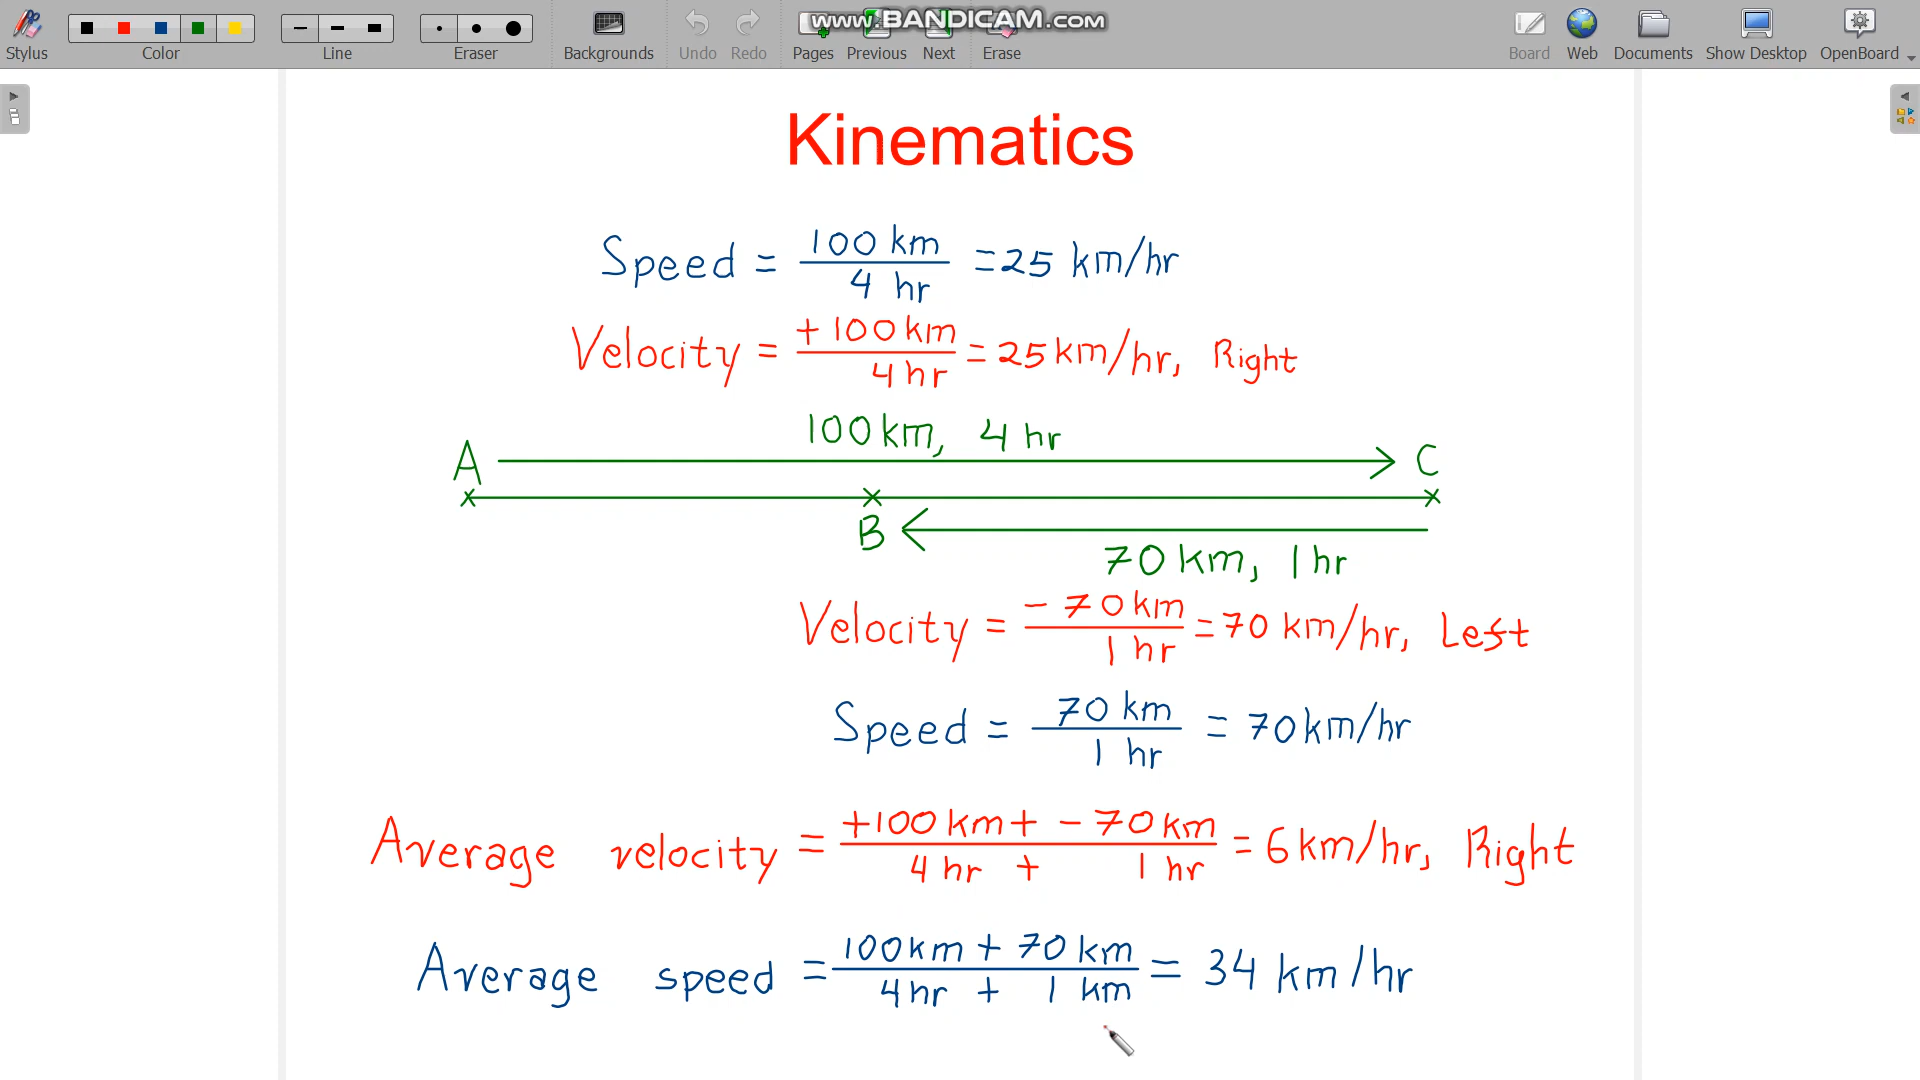 www.BANDICAM.com
Stylus Color Line Eraser Backgrounds Undo Redo Pages Previous Next Erase Board Web Documents Show Desktop OpenBoard
Kinematics
Speed = 100 km / 4 hr = 25 km/hr
Velocity = +100 km / 4 hr = 25 km/hr, Right
100 km, 4 hr
A C
B
70 km, 1 hr
Velocity = -70 km / 1 hr = 70 km/hr, Left
Speed = 70 km / 1 hr = 70 km/hr
Average velocity = +100 km + -70 km / 4 hr + 1 hr = 6 km/hr, Right
Average speed = 100 km + 70 km / 4 hr + 1 km = 34 km/hr